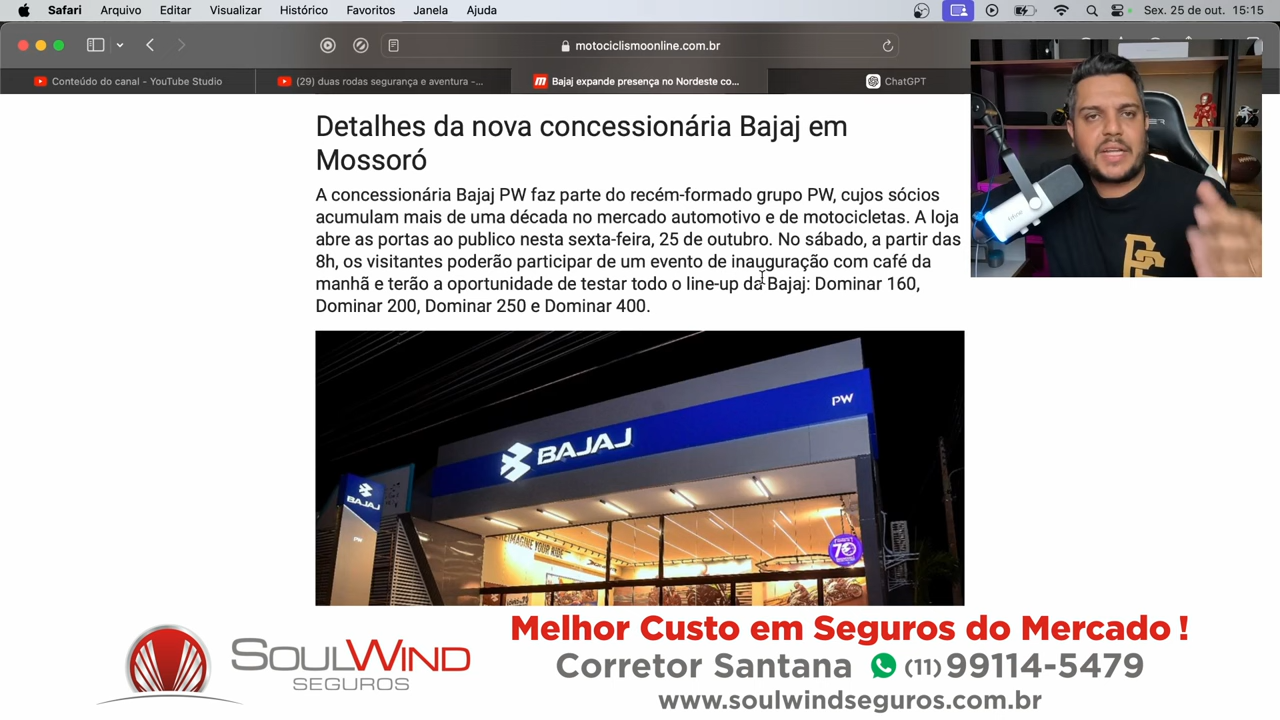 Safari Arquivo Editar Visualizar Histórico Favoritos Janela Ajuda Sex. 25 de out. 15:15
motociclismoonline.com.br
Conteúdo do canal - YouTube Studio
(29) duas rodas segurança e aventura -...
Bajaj expande presença no Nordeste co...
ChatGPT
Detalhes da nova concessionária Bajaj em
Mossoró
A concessionária Bajaj PW faz parte do recém-formado grupo PW, cujos sócios
acumulam mais de uma década no mercado automotivo e de motocicletas. A loja
abre as portas ao publico nesta sexta-feira, 25 de outubro. No sábado, a partir das
8h, os visitantes poderão participar de um evento de inauguração com café da
manhã e terão a oportunidade de testar todo o line-up da Bajaj: Dominar 160,
Dominar 200, Dominar 250 e Dominar 400.
PW
BAJAJ
BAJAJ
PW
REIMAGINE YOUR RIDE
70
SOULWIND
SEGUROS
Melhor Custo em Seguros do Mercado !
Corretor Santana (11) 99114-5479
www.soulwindseguros.com.br